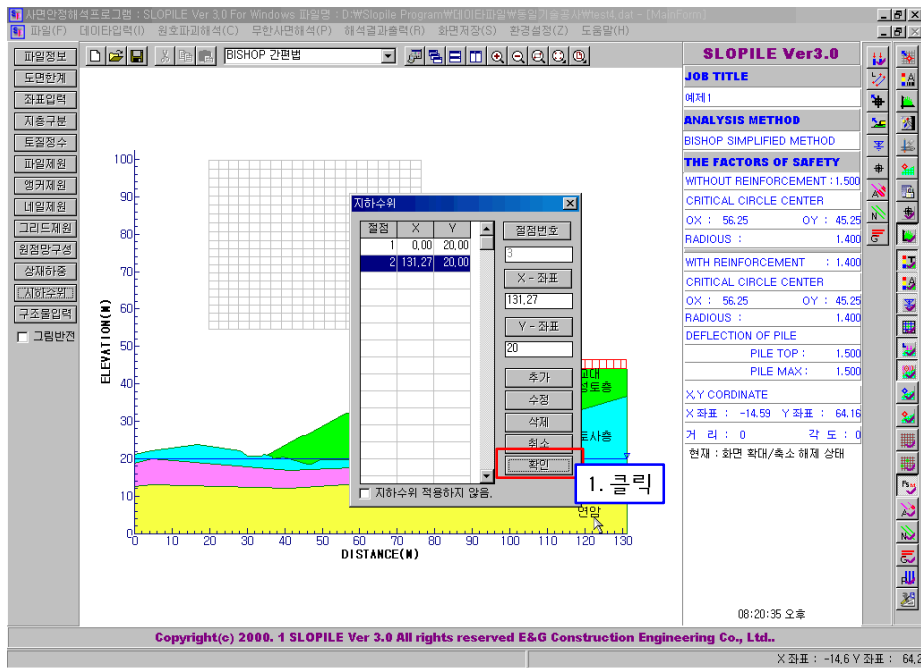 사면안정해석프로그램 : SLOPILE Ver 3,0 For Windows 파일명 : D:₩Slopile Program₩데이타파일₩동일기술공사₩test4,dat - [MainForm]
파일(F) 데이타입력(I) 원호파괴해석(C) 무한사면해석(P) 해석결과출력(R) 화면저장(S) 환경설정(Z) 도움말(H)
파일정보
도면한계
좌표입력
지층구분
토질정수
파일제원
앵커제원
네일제원
그리드제원
원점망구성
상재하중
지하수위
구조물입력
그림반전
BISHOP 간편법
100
90
70
60
50
40
30
20
10
0
ELEVATION(M)
0 10 20 30 40 50 60 70 80 90 100 110 120 130
DISTANCE(M)
성토층
토사층
연암
지하수위
절점 X Y
1 0,00 20,00
2 131,27 20,00
절점번호
3
X - 좌표
131,27
Y - 좌표
20
추가
수정
삭제
취소
확인
지하수위 적용하지 않음.
1. 클릭
SLOPILE Ver3.0
JOB TITLE
예제1
ANALYSIS METHOD
BISHOP SIMPLIFIED METHOD
THE FACTORS OF SAFETY
WITHOUT REINFORCEMENT : 1.500
CRITICAL CIRCLE CENTER
OX : 56.25 OY : 45.25
RADIOUS : 1.400
WITH REINFORCEMENT : 1.400
CRITICAL CIRCLE CENTER
OX : 56.25 OY : 45.25
RADIOUS : 1.400
DEFLECTION OF PILE
PILE TOP : 1.500
PILE MAX : 1.500
X,Y CORDINATE
X 좌표 : -14.59 Y 좌표 : 64.16
거 리 : 0 각 도 : 0
현재 : 화면 확대/축소 해제 상태
08:20:35 오후
Copyright(c) 2000. 1 SLOPILE Ver 3.0 All rights reserved E&G Construction Engineering Co., Ltd..
X 좌표 : -14,6 Y 좌표 : 64,2